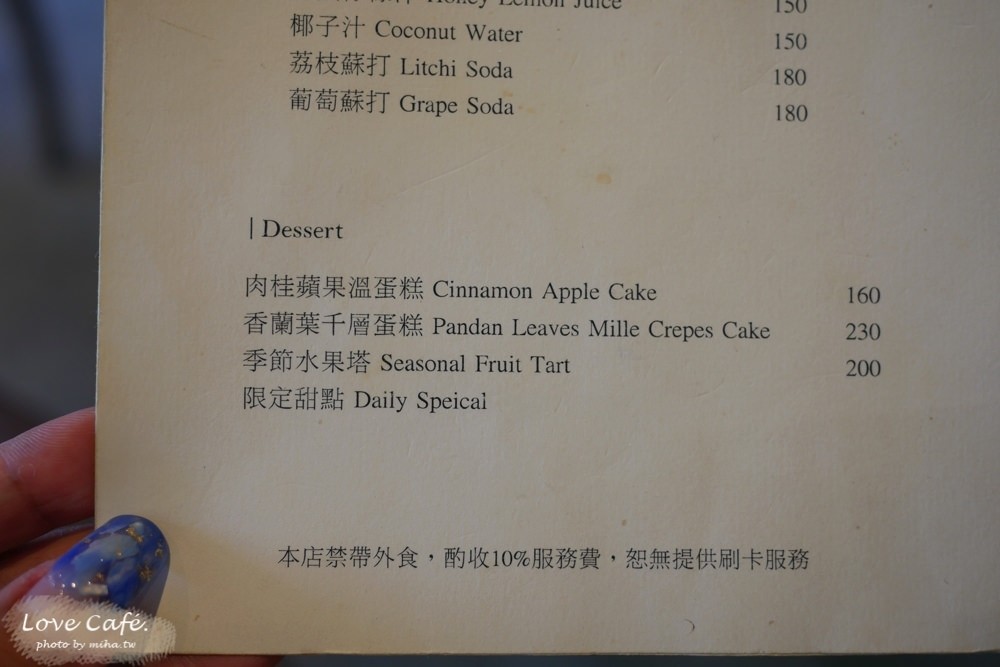 Honey Lemon Juice 150
椰子汁 Coconut Water 150
荔枝蘇打 Litchi Soda 180
葡萄蘇打 Grape Soda 180
| Dessert
肉桂蘋果溫蛋糕 Cinnamon Apple Cake 160
香蘭葉千層蛋糕 Pandan Leaves Mille Crepes Cake 230
季節水果塔 Seasonal Fruit Tart 200
限定甜點 Daily Speical
本店禁帶外食，酌收10%服務費，恕無提供刷卡服務
Love Café.
photo by miha.tw